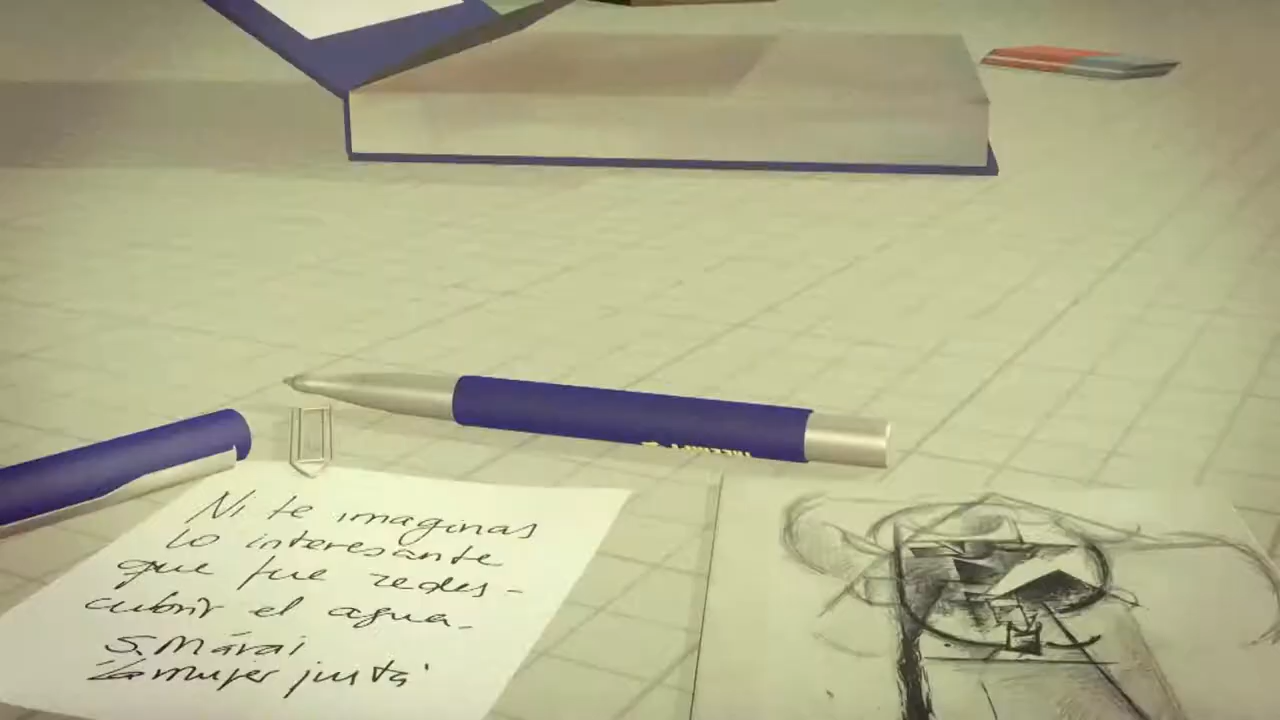 Ni te imaginas
lo interesante
que fue redes-
cubrir el agua.
S. Márai
"La mujer justa"